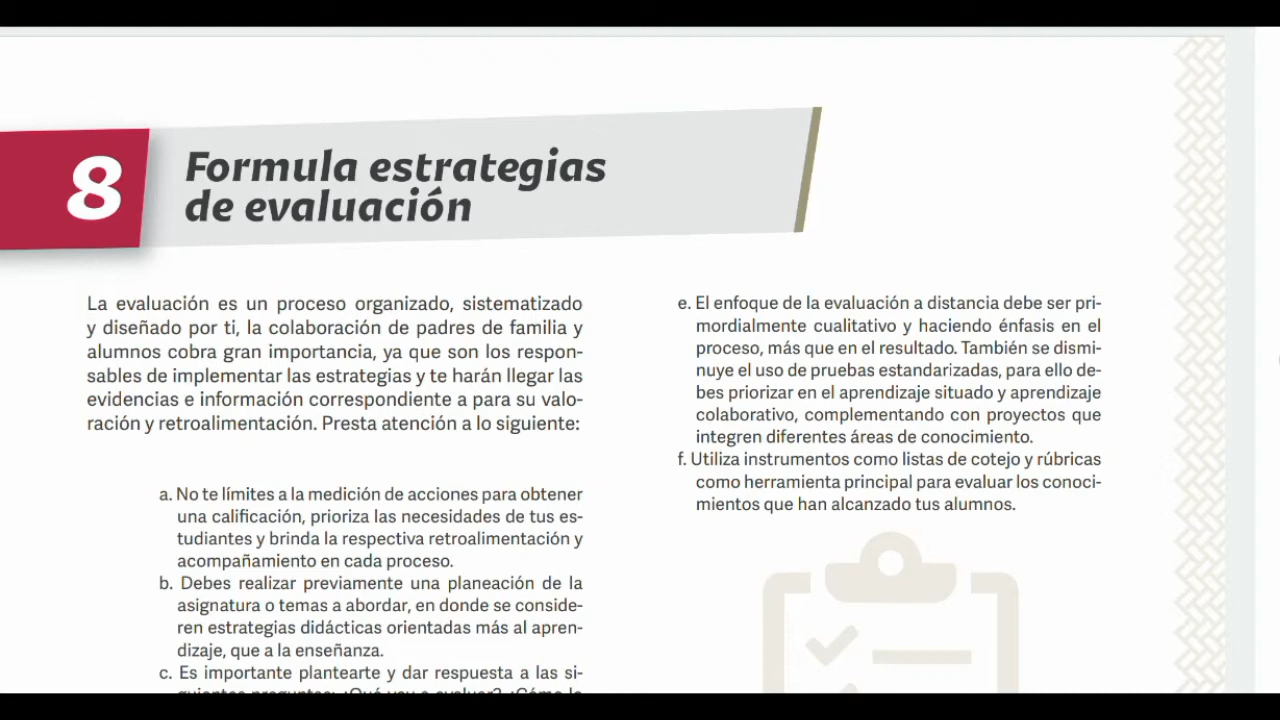 8
Formula estrategias
de evaluación
La evaluación es un proceso organizado, sistematizado
y diseñado por ti, la colaboración de padres de familia y
alumnos cobra gran importancia, ya que son los respon-
sables de implementar las estrategias y te harán llegar las
evidencias e información correspondiente a para su valo-
ración y retroalimentación. Presta atención a lo siguiente:
a. No te límites a la medición de acciones para obtener
una calificación, prioriza las necesidades de tus es-
tudiantes y brinda la respectiva retroalimentación y
acompañamiento en cada proceso.
b. Debes realizar previamente una planeación de la
asignatura o temas a abordar, en donde se conside-
ren estrategias didácticas orientadas más al apren-
dizaje, que a la enseñanza.
c. Es importante plantearte y dar respuesta a las si-
guientes preguntas: ¿Qué voy a evaluar? ¿Cómo lo
e. El enfoque de la evaluación a distancia debe ser pri-
mordialmente cualitativo y haciendo énfasis en el
proceso, más que en el resultado. También se dismi-
nuye el uso de pruebas estandarizadas, para ello de-
bes priorizar en el aprendizaje situado y aprendizaje
colaborativo, complementando con proyectos que
integren diferentes áreas de conocimiento.
f. Utiliza instrumentos como listas de cotejo y rúbricas
como herramienta principal para evaluar los conoci-
mientos que han alcanzado tus alumnos.